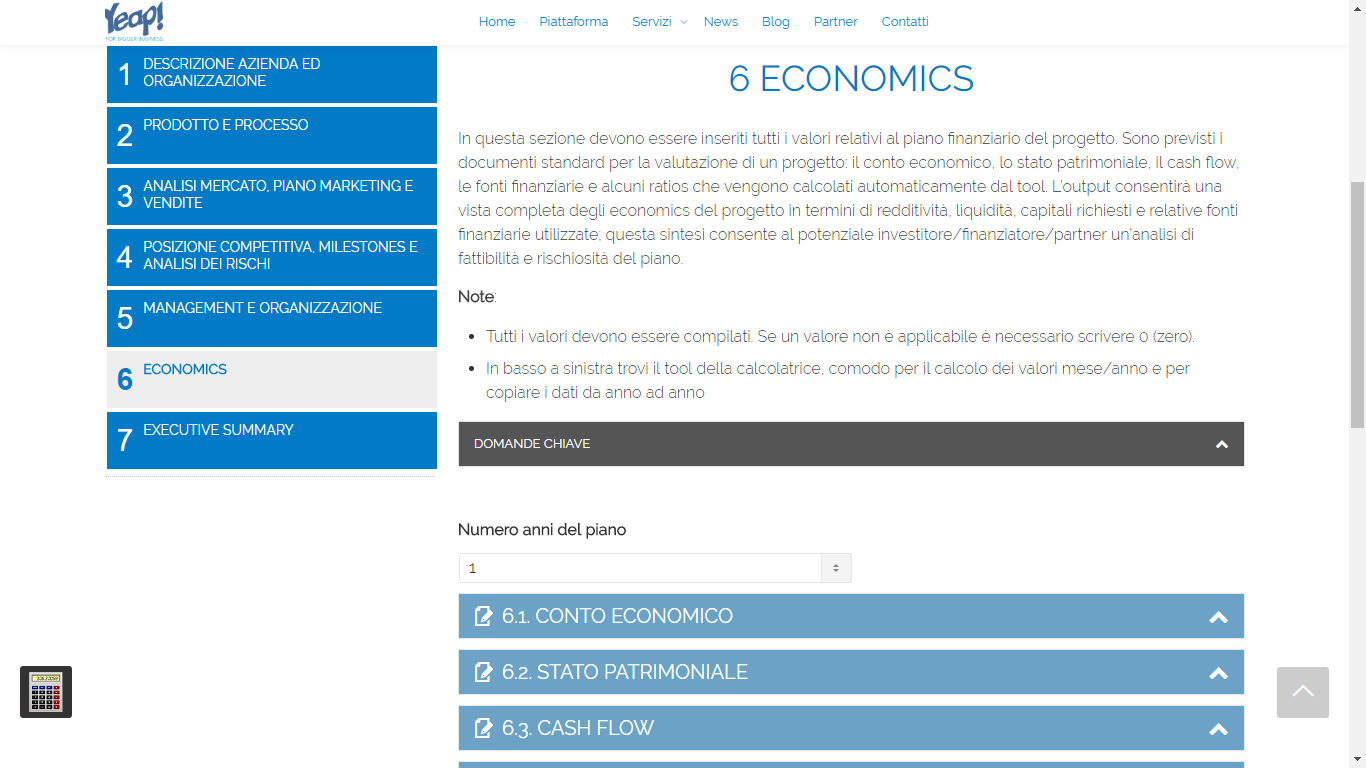 Yeap!
FOR BIGGER BUSINESS
Home Piattaforma Servizi News Blog Partner Contatti
1 DESCRIZIONE AZIENDA ED
ORGANIZZAZIONE
2 PRODOTTO E PROCESSO
3 ANALISI MERCATO, PIANO MARKETING E
VENDITE
4 POSIZIONE COMPETITIVA, MILESTONES E
ANALISI DEI RISCHI
5 MANAGEMENT E ORGANIZZAZIONE
6 ECONOMICS
7 EXECUTIVE SUMMARY
6 ECONOMICS
In questa sezione devono essere inseriti tutti i valori relativi al piano finanziario del progetto. Sono previsti i
documenti standard per la valutazione di un progetto: il conto economico, lo stato patrimoniale, il cash flow,
le fonti finanziarie e alcuni ratios che vengono calcolati automaticamente dal tool. L'output consentirà una
vista completa degli economics del progetto in termini di redditività, liquidità, capitali richiesti e relative fonti
finanziarie utilizzate; questa sintesi consente al potenziale investitore/finanziatore/partner un'analisi di
fattibilità e rischiosità del piano.
Note:
• Tutti i valori devono essere compilati. Se un valore non è applicabile è necessario scrivere 0 (zero).
• In basso a sinistra trovi il tool della calcolatrice, comodo per il calcolo dei valori mese/anno e per
copiare i dati da anno ad anno
DOMANDE CHIAVE
Numero anni del piano
1
6.1. CONTO ECONOMICO
6.2. STATO PATRIMONIALE
6.3. CASH FLOW